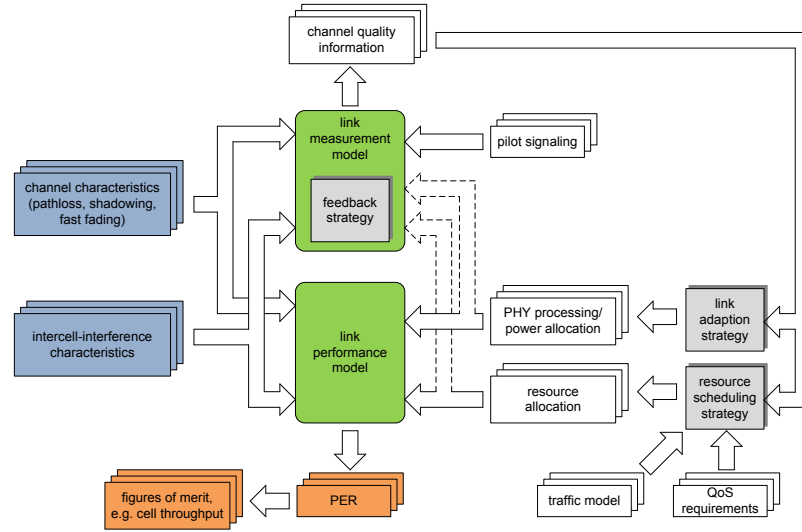 channel quality
information
link
measurement
model
pilot signaling
channel characteristics
(pathloss, shadowing,
fast fading)
feedback
strategy
intercell-interference
characteristics
link
performance
model
PHY processing/
power allocation
link
adaption
strategy
resource
allocation
resource
scheduling
strategy
figures of merit,
e.g. cell throughput
PER
traffic model
QoS
requirements